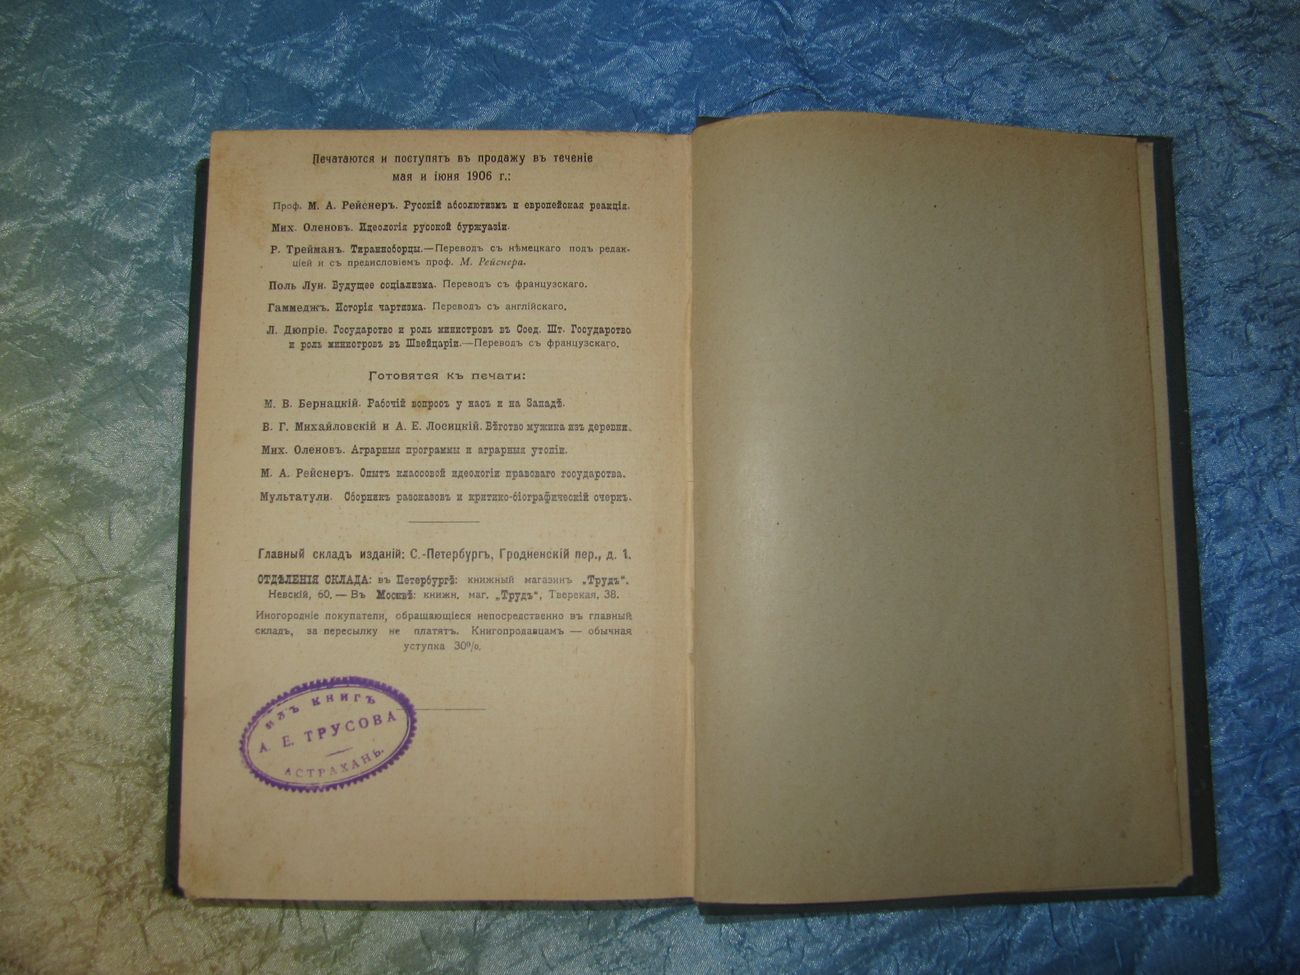 Печатаются и поступятъ въ продажу въ теченіе
мая и іюня 1906 г.:
Проф. М. А. Рейснеръ. Русскій абсолютизмъ и европейская реакція.
Мих. Оленовъ. Идеологія русской буржуазіи.
Р. Трейманъ. Тиранноборцы.—Переводъ съ нѣмецкаго подъ редак-
ціей и съ предисловіемъ проф. М. Рейснера.
Поль Луи. Будущее соціализма. Переводъ съ французскаго.
Гаммеджъ. Исторія чартизма. Переводъ съ англійскаго.
Л. Дюпріе. Государство и роль министровъ въ Соед. Шт. Государство
и роль министров въ Швейцаріи.—Переводъ съ французскаго.
Готовятся къ печати:
М. В. Бернацкій. Рабочій вопросъ у насъ и на Западѣ.
В. Г. Михайловскій и А. Е. Лосицкій. Бѣгство мужика изъ деревни.
Мих. Оленовъ. Аграрныя программы и аграрныя утопіи.
М. А. Рейснеръ. Опытъ классовой идеологіи правоваго государства.
Мультатули. Сборникъ разсказовъ и критико-біографическій очеркъ.
Главный складъ изданій: С.-Петербургъ, Гродненскій пер., д. 1.
ОТДѢЛЕНІЯ СКЛАДА: въ Петербургѣ: книжный магазинъ „Трудъ“.
Невскій, 60.— Въ Москвѣ: книжн. маг. „Трудъ“, Тверская, 38.
Иногородніе покупатели, обращающіеся непосредственно въ главный
складъ, за пересылку не платятъ. Книгопродавцамъ — обычная
уступка 30%.
ИЗЪ КНИГЪ
А. Е. ТРУСОВА
АСТРАХАНЬ.